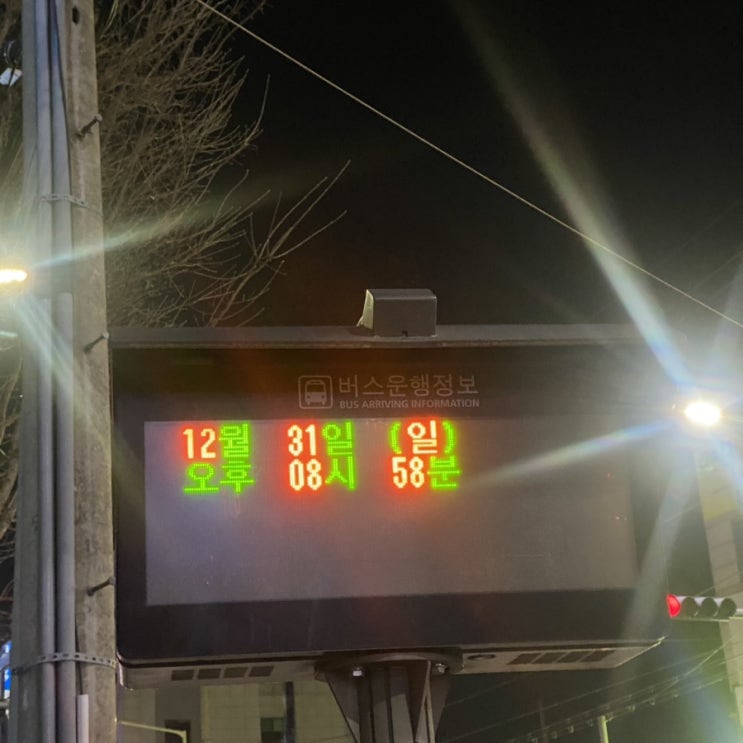 버스운행정보
BUS ARRIVING INFORMATION
12월 31일 (일)
오후 08시 58분